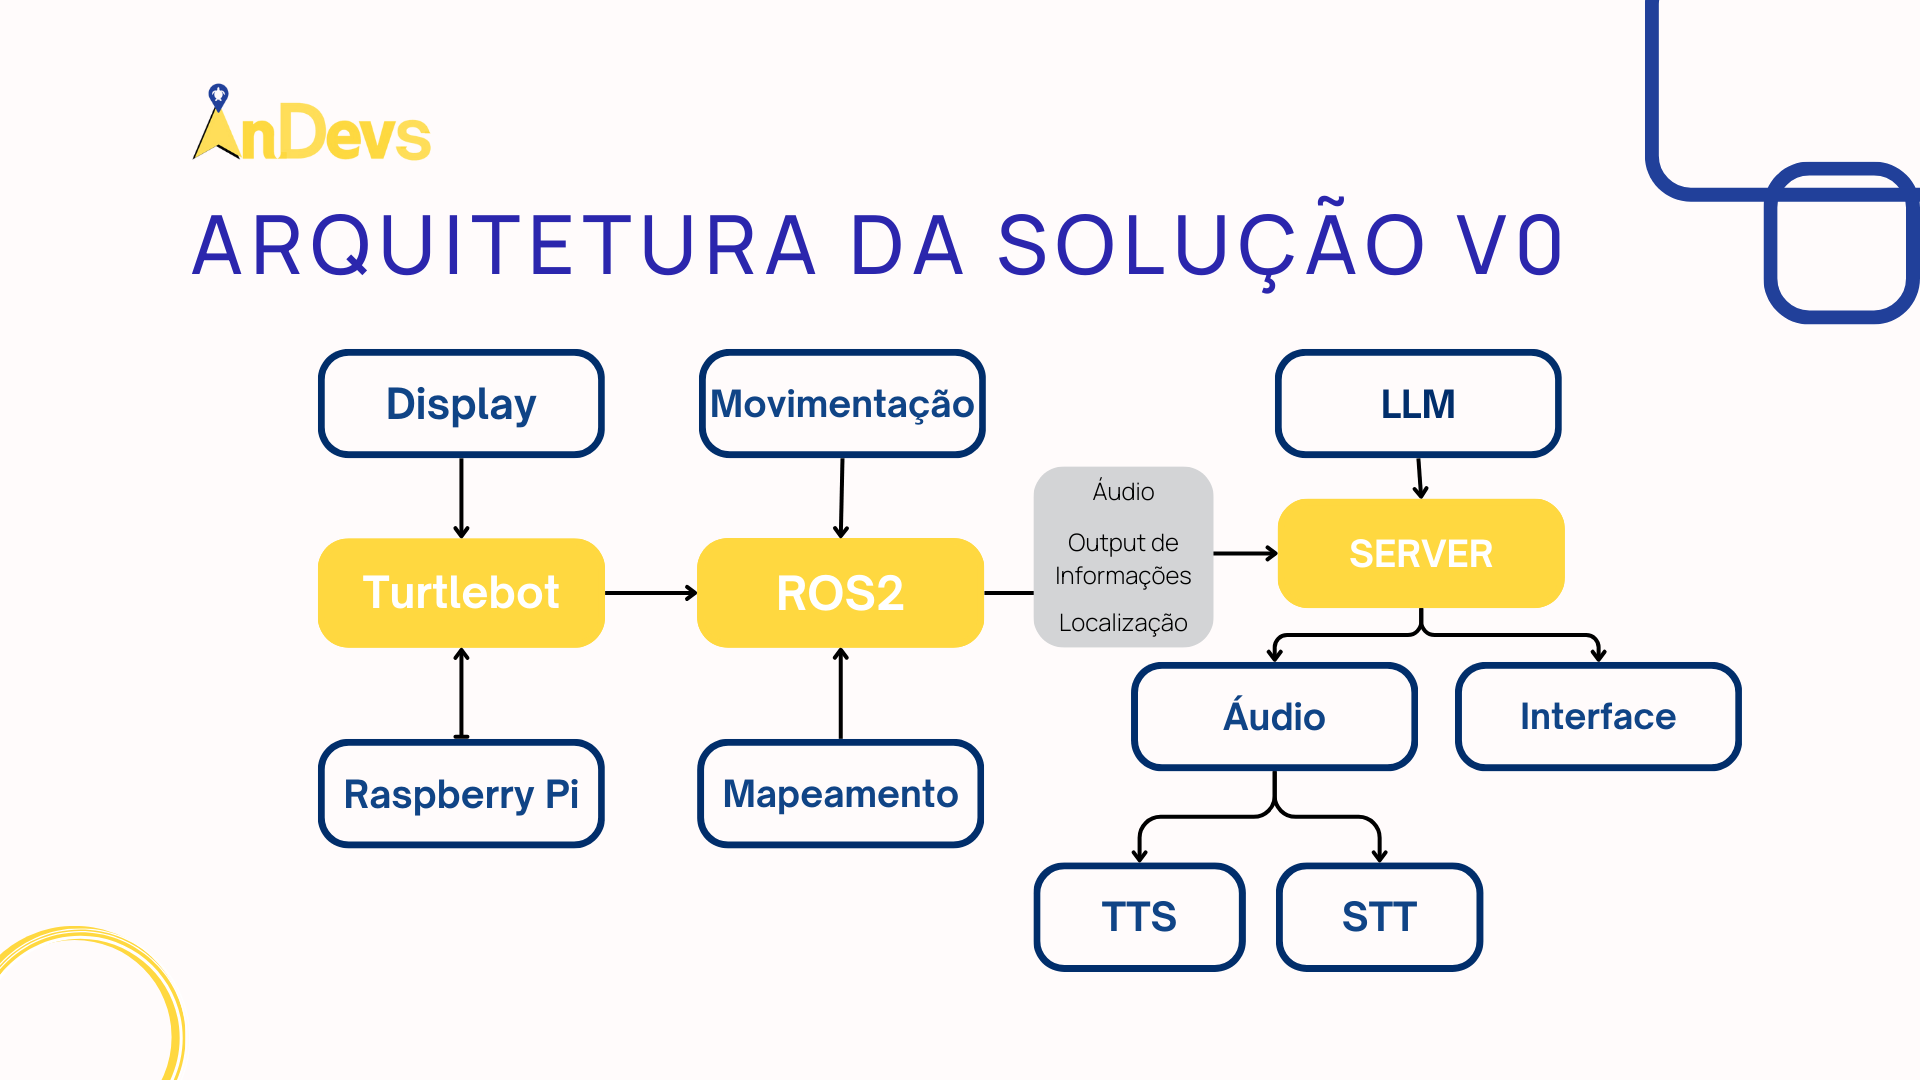 AnDevs
ARQUITETURA DA SOLUÇÃO V0
Display
Movimentação
LLM
Áudio
Output de
Informações
Localização
Turtlebot
ROS2
SERVER
Raspberry Pi
Mapeamento
Áudio
Interface
TTS
STT